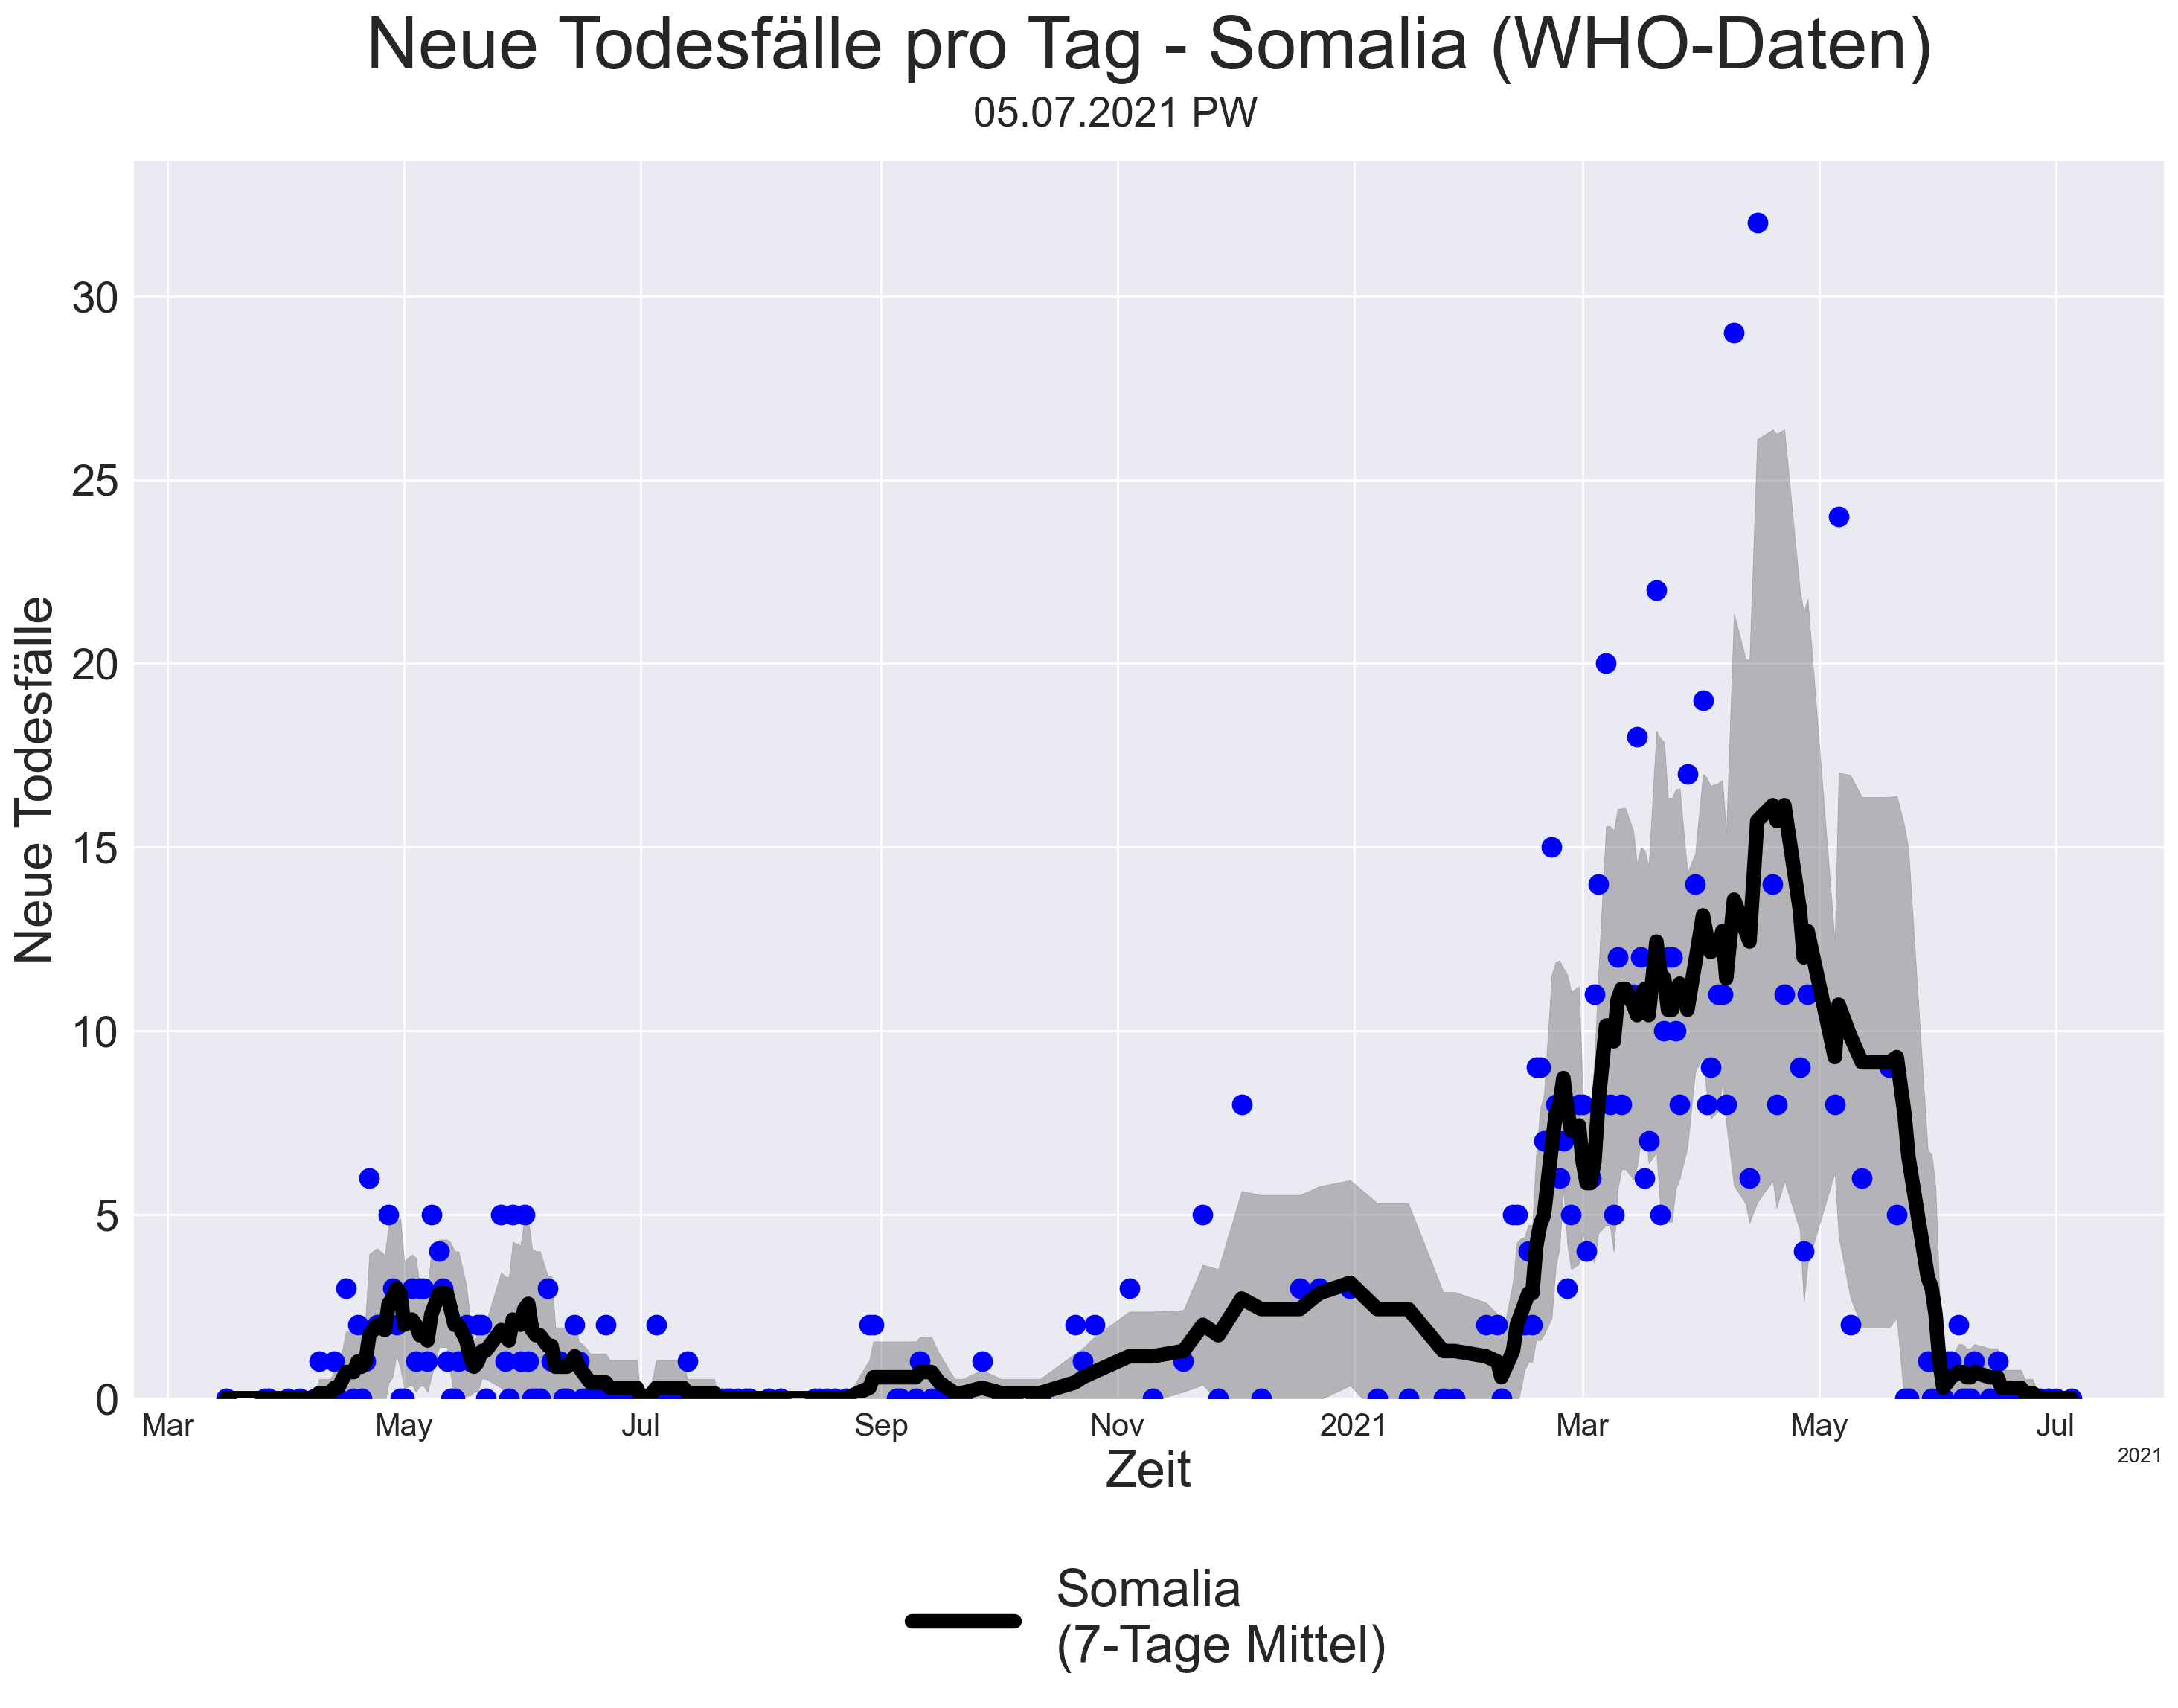 Neue Todesfälle pro Tag - Somalia (WHO-Daten)
05.07.2021 PW
Neue Todesfälle
30
25
20
15
10
5
0
Mar May Jul Sep Nov 2021 Mar May Jul
2021
Zeit
Somalia
(7-Tage Mittel)